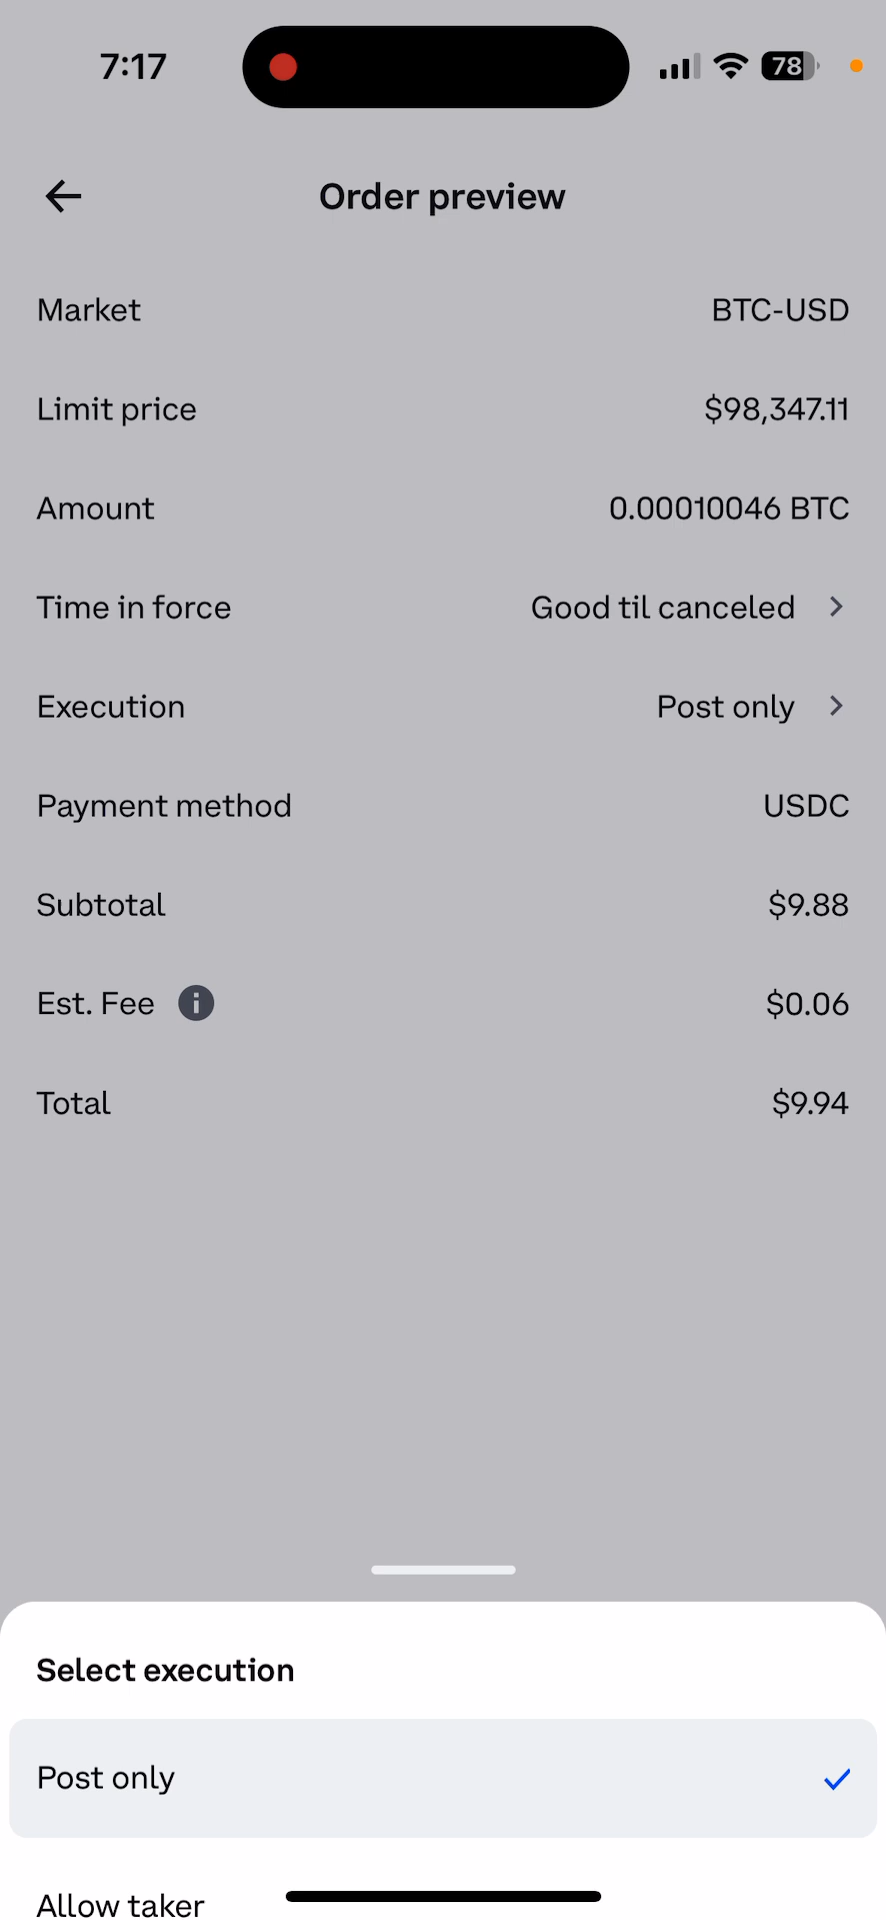 7:17
78
Order preview
Market BTC-USD
Limit price $98,347.11
Amount 0.00010046 BTC
Time in force Good til canceled
Execution Post only
Payment method USDC
Subtotal $9.88
Est. Fee i $0.06
Total $9.94
Select execution
Post only
Allow taker